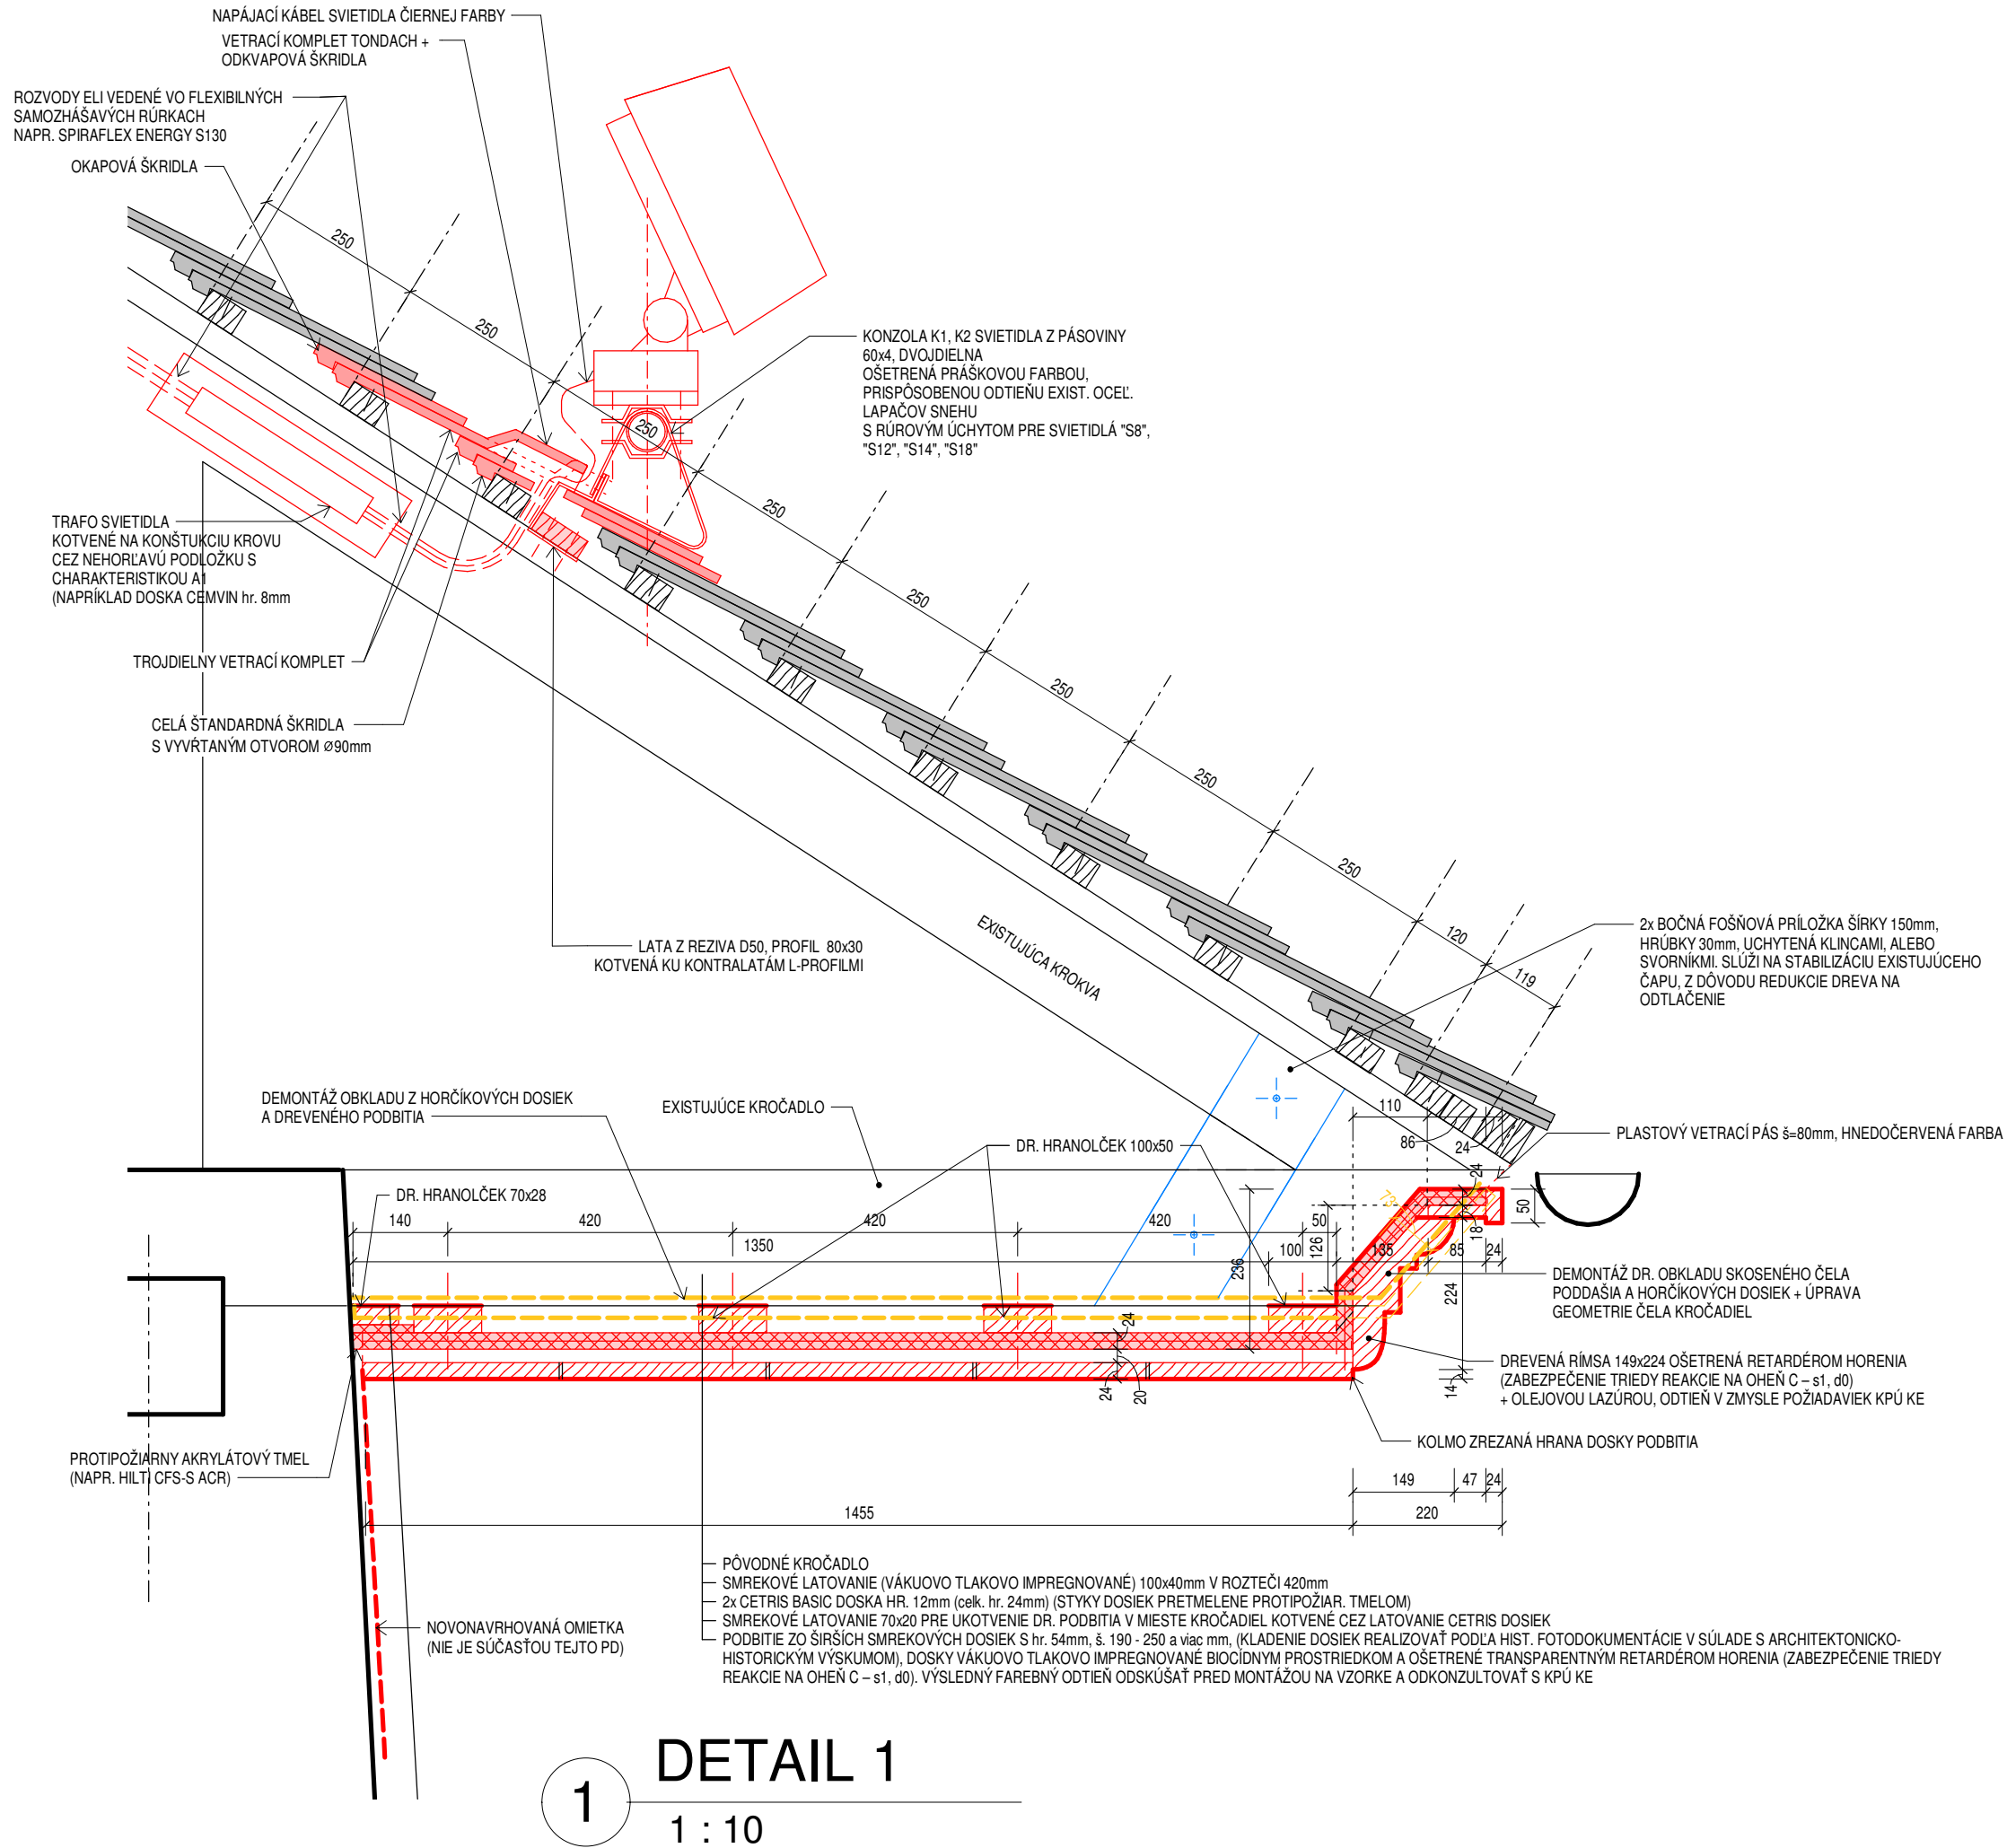 NAPÁJACÍ KÁBEL SVIETIDLA ČIERNEJ FARBY
VETRACÍ KOMPLET TONDACH +
ODKVAPOVÁ ŠKRIDLA
ROZVODY ELI VEDENÉ VO FLEXIBILNÝCH
SAMOZHÁŠAVÝCH RÚRKACH
NAPR. SPIRAFLEX ENERGY S130
OKAPOVÁ ŠKRIDLA
250
250
250
250
250
250
250
250
120
119
KONZOLA K1, K2 SVIETIDLA Z PÁSOVINY
60x4, DVOJDIELNA
OŠETRENÁ PRÁŠKOVOU FARBOU,
PRISPÔSOBENOU ODTIEŇU EXIST. OCEĽ.
LAPAČOV SNEHU
S RÚROVÝM ÚCHYTOM PRE SVIETIDLÁ "S8",
"S12", "S14", "S18"
TRAFO SVIETIDLA
KOTVENÉ NA KONŠTUKCIU KROVU
CEZ NEHORĽAVÚ PODLOŽKU S
CHARAKTERISTIKOU A1
(NAPRÍKLAD DOSKA CEMVIN hr. 8mm
TROJDIELNY VETRACÍ KOMPLET
CELÁ ŠTANDARDNÁ ŠKRIDLA
S VYVŔTANÝM OTVOROM Ø90mm
LATA Z REZIVA D50, PROFIL 80x30
KOTVENÁ KU KONTRALATÁM L-PROFILMI
EXISTUJÚCA KROKVA
2x BOČNÁ FOŠŇOVÁ PRÍLOŽKA ŠÍRKY 150mm,
HRÚBKY 30mm, UCHYTENÁ KLINCAMI, ALEBO
SVORNÍKMI. SLÚŽI NA STABILIZÁCIU EXISTUJÚCEHO
ČAPU, Z DÔVODU REDUKCIE DREVA NA
ODTLAČENIE
DEMONTÁŽ OBKLADU Z HORČÍKOVÝCH DOSIEK
A DREVENÉHO PODBITIA
EXISTUJÚCE KROČADLO
DR. HRANOLČEK 100x50
110
86
24
PLASTOVÝ VETRACÍ PÁS š=80mm, HNEDOČERVENÁ FARBA
DR. HRANOLČEK 70x28
140
420
420
420
50
1350
100
126
236
135
85
24
24
18
50
224
14
24
24
20
DEMONTÁŽ DR. OBKLADU SKOSENÉHO ČELA
PODDAŠIA A HORČÍKOVÝCH DOSIEK + ÚPRAVA
GEOMETRIE ČELA KROČADIEL
DREVENÁ RÍMSA 149x224 OŠETRENÁ RETARDÉROM HORENIA
(ZABEZPEČENIE TRIEDY REAKCIE NA OHEŇ C – s1, d0)
+ OLEJOVOU LAZÚROU, ODTIEŇ V ZMYSLE POŽIADAVIEK KPÚ KE
KOLMO ZREZANÁ HRANA DOSKY PODBITIA
PROTIPOŽIARNY AKRYLÁTOVÝ TMEL
(NAPR. HILTI CFS-S ACR)
149
47
24
1455
220
PÔVODNÉ KROČADLO
SMREKOVÉ LATOVANIE (VÁKUOVO TLAKOVO IMPREGNOVANÉ) 100x40mm V ROZTEČI 420mm
2x CETRIS BASIC DOSKA HR. 12mm (celk. hr. 24mm) (STYKY DOSIEK PRETMELENE PROTIPOŽIAR. TMELOM)
SMREKOVÉ LATOVANIE 70x20 PRE UKOTVENIE DR. PODBITIA V MIESTE KROČADIEL KOTVENÉ CEZ LATOVANIE CETRIS DOSIEK
PODBITIE ZO ŠIRŠÍCH SMREKOVÝCH DOSIEK S hr. 54mm, š. 190 - 250 a viac mm, (KLADENIE DOSIEK REALIZOVAŤ PODĽA HIST. FOTODOKUMENTÁCIE V SÚLADE S ARCHITEKTONICKO-
HISTORICKÝM VÝSKUMOM), DOSKY VÁKUOVO TLAKOVO IMPREGNOVANÉ BIOCÍDNYM PROSTRIEDKOM A OŠETRENÉ TRANSPARENTNÝM RETARDÉROM HORENIA (ZABEZPEČENIE TRIEDY
REAKCIE NA OHEŇ C – s1, d0). VÝSLEDNÝ FAREBNÝ ODTIEŇ ODSKÚŠAŤ PRED MONTÁŽOU NA VZORKE A ODKONZULTOVAŤ S KPÚ KE
NOVONAVRHOVANÁ OMIETKA
(NIE JE SÚČASŤOU TEJTO PD)
1
DETAIL 1
1 : 10